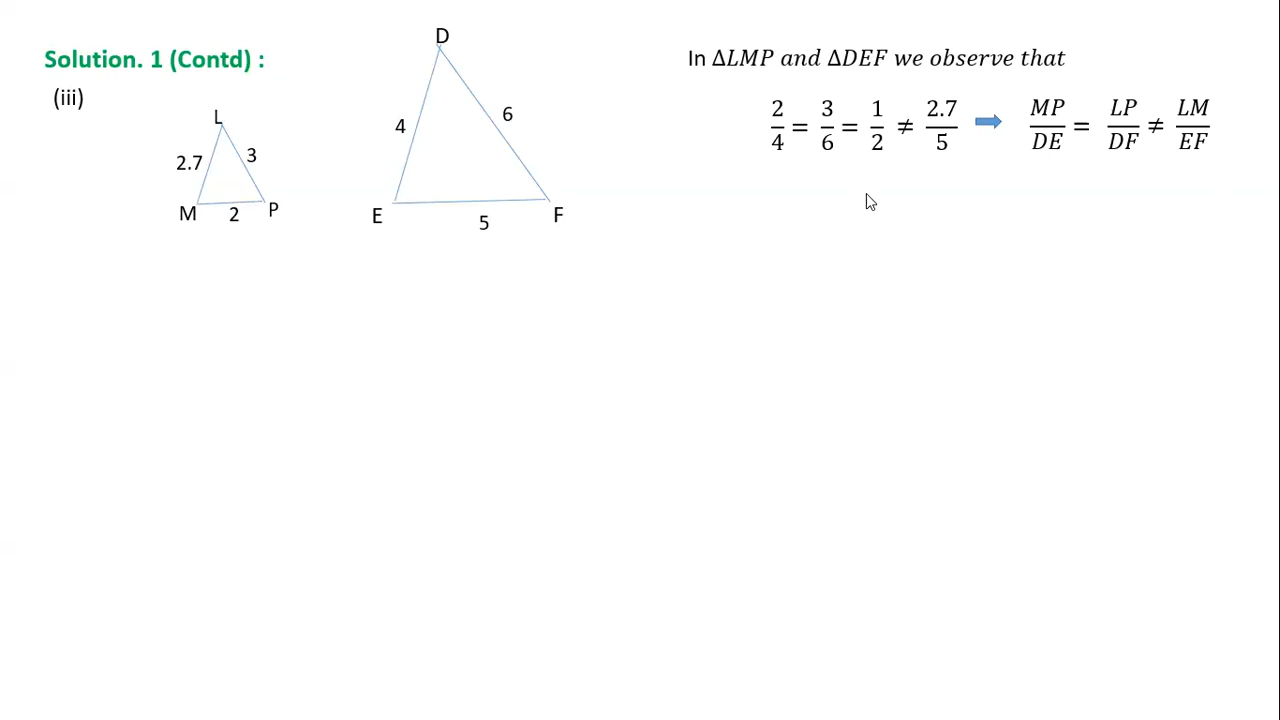 Solution. 1 (Contd) :
(iii)
L
2.7
3
M
2
P
D
4
6
E
5
F
In ΔLMP and ΔDEF we observe that
2/4 = 3/6 = 1/2 ≠ 2.7/5 ➡ MP/DE = LP/DF ≠ LM/EF